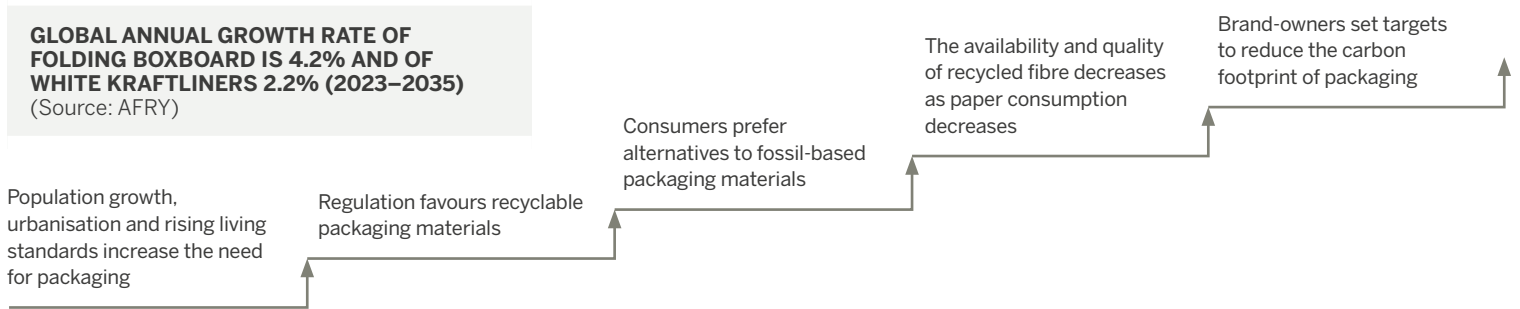 GLOBAL ANNUAL GROWTH RATE OF
FOLDING BOXBOARD IS 4.2% AND OF
WHITE KRAFTLINERS 2.2% (2023–2035)
(Source: AFRY)
Population growth,
urbanisation and rising living
standards increase the need
for packaging
Regulation favours recyclable
packaging materials
Consumers prefer
alternatives to fossil-based
packaging materials
The availability and quality
of recycled fibre decreases
as paper consumption
decreases
Brand-owners set targets
to reduce the carbon
footprint of packaging